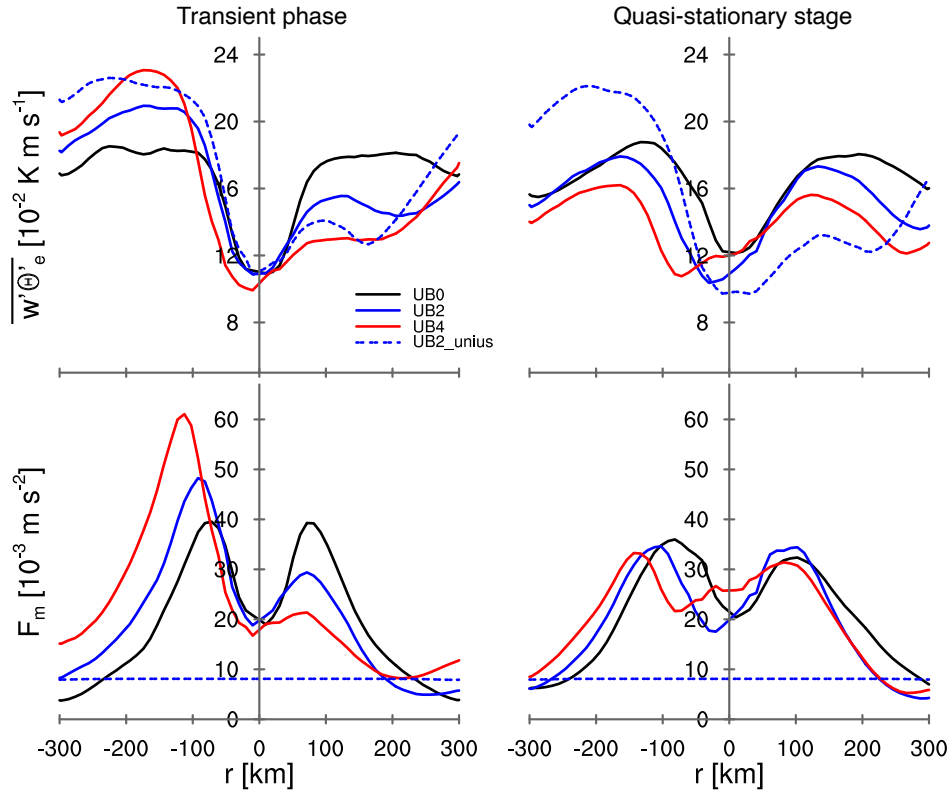 Transient phase
Quasi-stationary stage
w'Θ'e [10⁻² K m s⁻¹]
24
20
16
12
8
24
20
16
12
8
UB0
UB2
UB4
UB2_unius
-300 -200 -100 0 100 200 300
Fm [10⁻³ m s⁻²]
60
50
40
30
20
10
0
60
50
40
30
20
10
0
-300 -200 -100 0 100 200 300
r [km]
r [km]